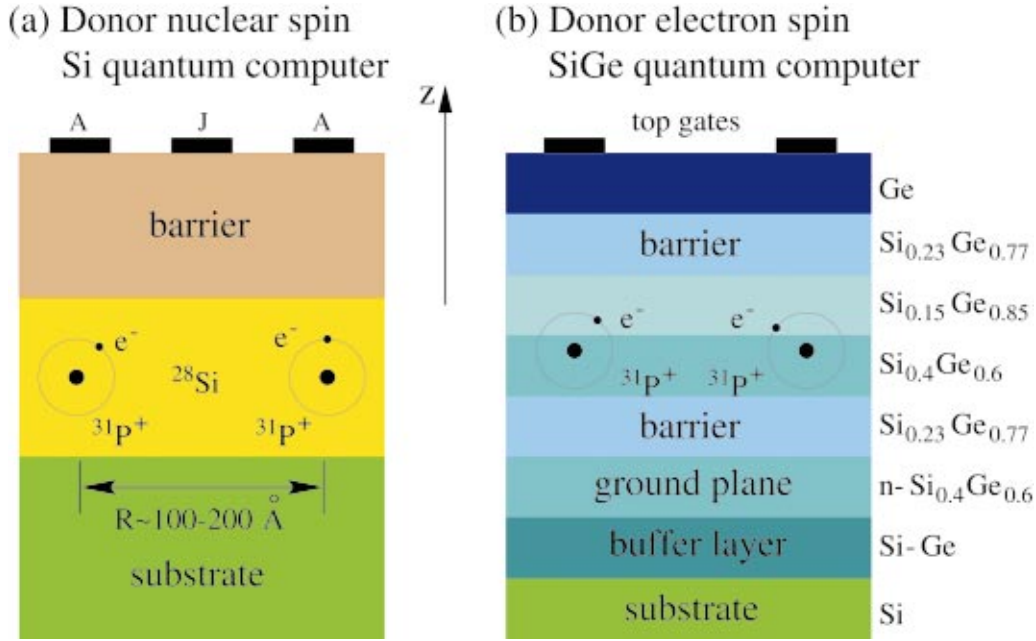 (a) Donor nuclear spin
Si quantum computer
A J A
barrier
e⁻ e⁻
²⁸Si
³¹P⁺ ³¹P⁺
R~100-200 Å
substrate
z
(b) Donor electron spin
SiGe quantum computer
top gates
Ge
barrier Si₀.₂₃Ge₀.₇₇
Si₀.₁₅Ge₀.₈₅
e⁻ e⁻
³¹P⁺ ³¹P⁺ Si₀.₄Ge₀.₆
barrier Si₀.₂₃Ge₀.₇₇
ground plane n-Si₀.₄Ge₀.₆
buffer layer Si-Ge
substrate Si